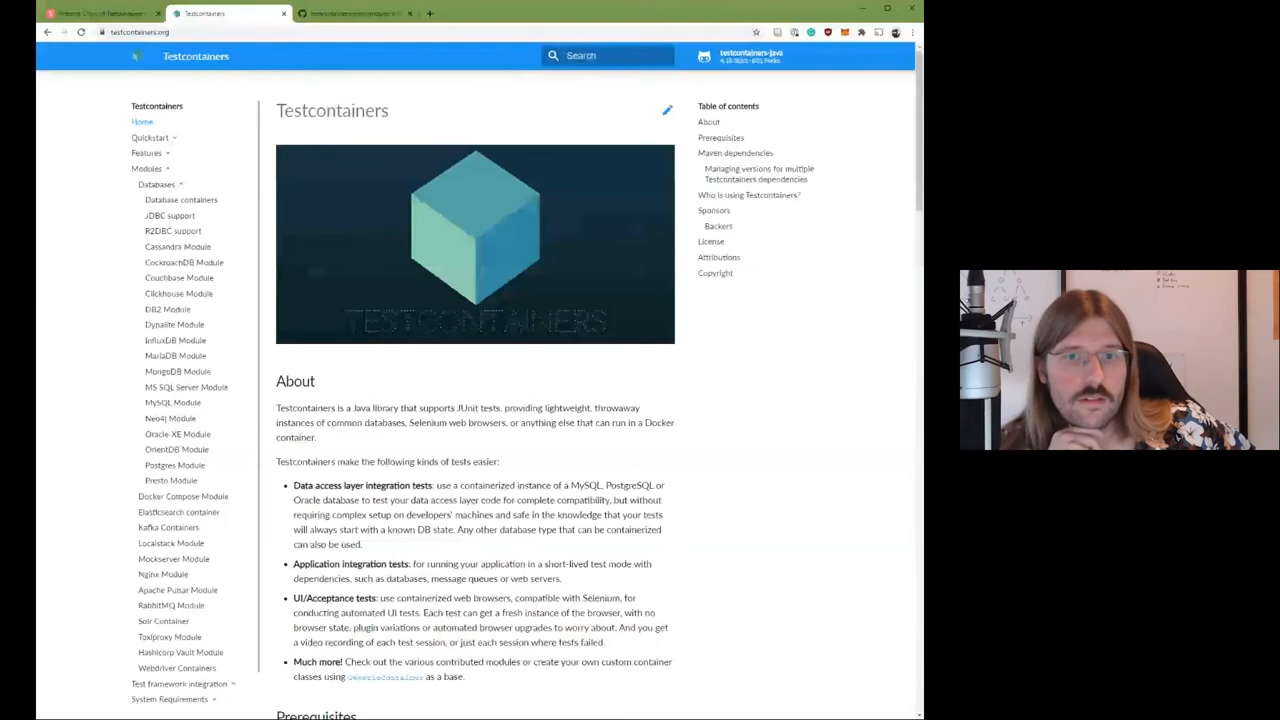 Testcontainers
testcontainers.org
Testcontainers
Search
testcontainers-java
Testcontainers
Home
Quickstart
Features
Modules
Databases
Database containers
JDBC support
R2DBC support
Cassandra Module
CockroachDB Module
Couchbase Module
Clickhouse Module
DB2 Module
Dynalite Module
InfluxDB Module
MariaDB Module
MongoDB Module
MS SQL Server Module
MySQL Module
Neo4j Module
Oracle-XE Module
OrientDB Module
Postgres Module
Presto Module
Docker Compose Module
Elasticsearch container
Kafka Containers
Localstack Module
Mockserver Module
Nginx Module
Apache Pulsar Module
RabbitMQ Module
Solr Container
Toxiproxy Module
Hashicorp Vault Module
Webdriver Containers
Test framework integration
System Requirements
Testcontainers
TESTCONTAINERS
About
Testcontainers is a Java library that supports JUnit tests, providing lightweight, throwaway
instances of common databases, Selenium web browsers, or anything else that can run in a Docker
container.
Testcontainers make the following kinds of tests easier:
• Data access layer integration tests: use a containerized instance of a MySQL, PostgreSQL or
Oracle database to test your data access layer code for complete compatibility, but without
requiring complex setup on developers' machines and safe in the knowledge that your tests
will always start with a known DB state. Any other database type that can be containerized
can also be used.
• Application integration tests: for running your application in a short-lived test mode with
dependencies, such as databases, message queues or web servers.
• UI/Acceptance tests: use containerized web browsers, compatible with Selenium, for
conducting automated UI tests. Each test can get a fresh instance of the browser, with no
browser state, plugin variations or automated browser upgrades to worry about. And you get
a video recording of each test session, or just each session where tests failed.
• Much more! Check out the various contributed modules or create your own custom container
classes using GenericContainer as a base.
Prerequisites
Table of contents
About
Prerequisites
Maven dependencies
Managing versions for multiple
Testcontainers dependencies
Who is using Testcontainers?
Sponsors
Backers
License
Attributions
Copyright